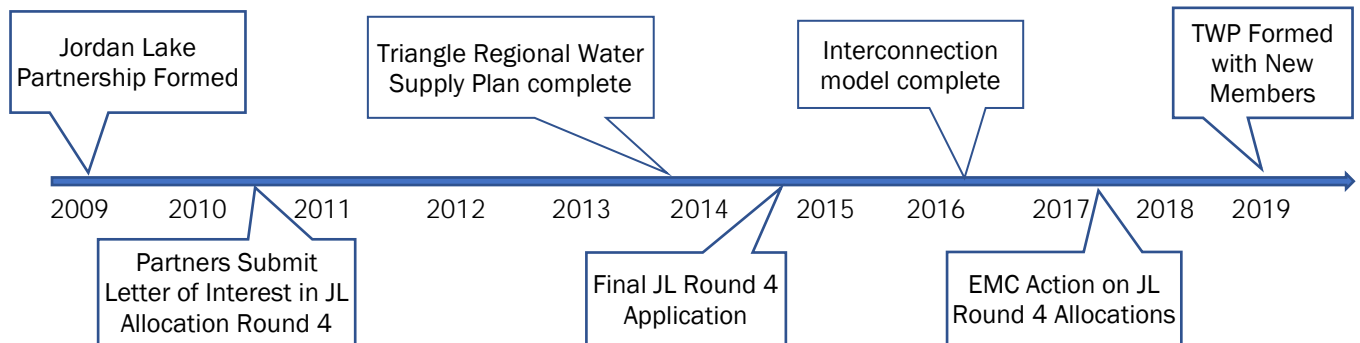 Jordan Lake
Partnership Formed
Triangle Regional Water
Supply Plan complete
Interconnection
model complete
TWP Formed
with New
Members
2009 2010 2011 2012 2013 2014 2015 2016 2017 2018 2019
Partners Submit
Letter of Interest in JL
Allocation Round 4
Final JL Round 4
Application
EMC Action on JL
Round 4 Allocations